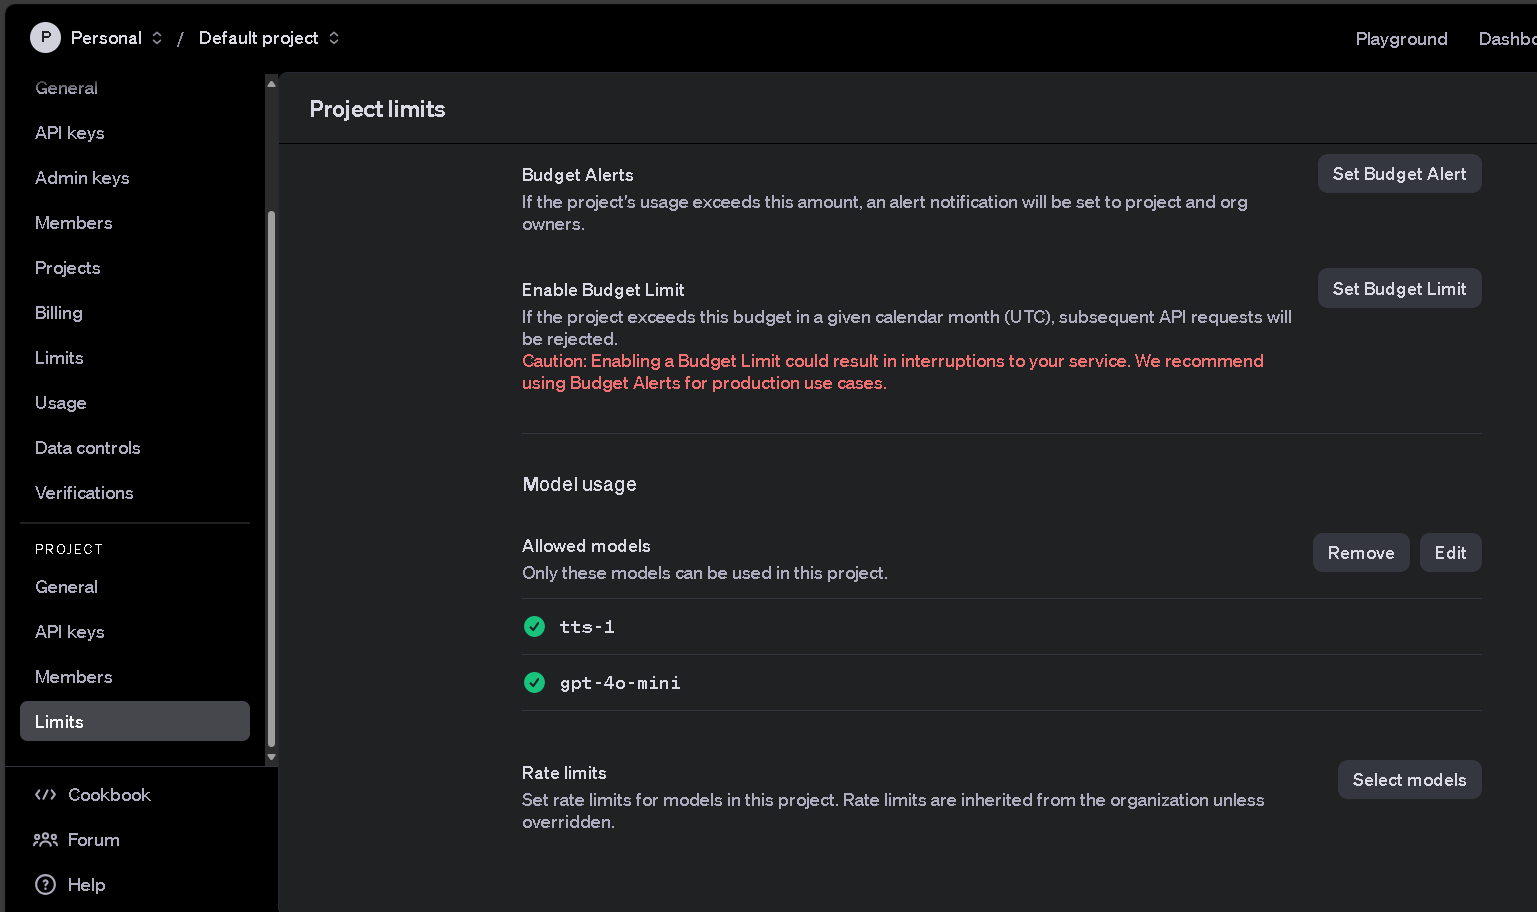 P Personal / Default project
Playground Dashbo
General
API keys
Admin keys
Members
Projects
Billing
Limits
Usage
Data controls
Verifications
PROJECT
General
API keys
Members
Limits
Cookbook
Forum
Help
Project limits
Budget Alerts
Set Budget Alert
If the project's usage exceeds this amount, an alert notification will be set to project and org
owners.
Enable Budget Limit
Set Budget Limit
If the project exceeds this budget in a given calendar month (UTC), subsequent API requests will
be rejected.
Caution: Enabling a Budget Limit could result in interruptions to your service. We recommend
using Budget Alerts for production use cases.
Model usage
Allowed models
Remove Edit
Only these models can be used in this project.
tts-1
gpt-4o-mini
Rate limits
Select models
Set rate limits for models in this project. Rate limits are inherited from the organization unless
overridden.